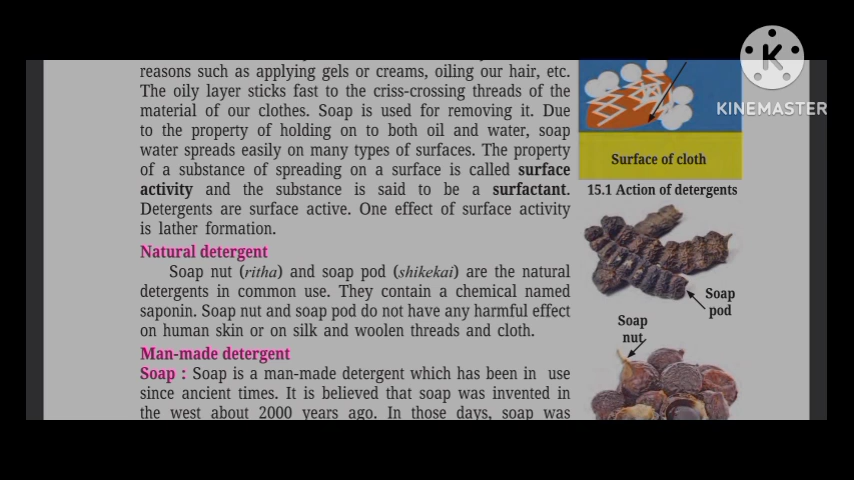 reasons such as applying gels or creams, oiling our hair, etc.
The oily layer sticks fast to the criss-crossing threads of the
material of our clothes. Soap is used for removing it. Due
to the property of holding on to both oil and water, soap
water spreads easily on many types of surfaces. The property
of a substance of spreading on a surface is called surface
activity and the substance is said to be a surfactant.
Detergents are surface active. One effect of surface activity
is lather formation.
Natural detergent
Soap nut (ritha) and soap pod (shikekai) are the natural
detergents in common use. They contain a chemical named
saponin. Soap nut and soap pod do not have any harmful effect
on human skin or on silk and woolen threads and cloth.
Man-made detergent
Soap : Soap is a man-made detergent which has been in use
since ancient times. It is believed that soap was invented in
the west about 2000 years ago. In those days, soap was
K
KINEMASTER
Surface of cloth
15.1 Action of detergents
Soap
pod
Soap
nut